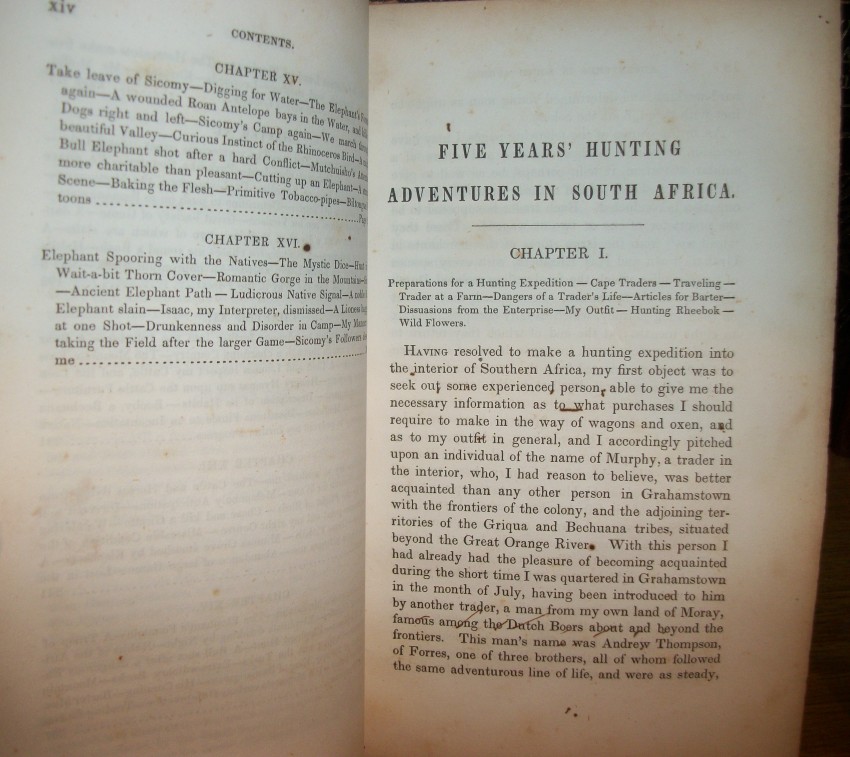 xiv
CONTENTS.
CHAPTER XV.
Take leave of Sicomy—Digging for Water—The Elephant's
again—A wounded Roan Antelope bays in the Water, and
Dogs right and left—Sicomy's Camp again—We march
beautiful Valley—Curious Instinct of the Rhinoceros Bird—A
Bull Elephant shot after a hard Conflict—Mutchuisho's
more charitable than pleasant—Cutting up an Elephant—A
Scene—Baking the Flesh—Primitive Tobacco-pipes—
toons
CHAPTER XVI.
Elephant Spooring with the Natives—The Mystic Dice—
Wait-a-bit Thorn Cover—Romantic Gorge in the Mountains—
—Ancient Elephant Path—Ludicrous Native Signal—A noble
Elephant slain—Isaac, my Interpreter, dismissed—A Lioness
at one Shot—Drunkenness and Disorder in Camp—My
taking the Field after the larger Game—Sicomy's Followers
me
FIVE YEARS' HUNTING
ADVENTURES IN SOUTH AFRICA.
CHAPTER I.
Preparations for a Hunting Expedition — Cape Traders — Traveling —
Trader at a Farm—Dangers of a Trader's Life—Articles for Barter—
Dissuasions from the Enterprise—My Outfit — Hunting Rheebok —
Wild Flowers.
HAVING resolved to make a hunting expedition into
the interior of Southern Africa, my first object was to
seek out some experienced person, able to give me the
necessary information as to what purchases I should
require to make in the way of wagons and oxen, and
as to my outfit in general, and I accordingly pitched
upon an individual of the name of Murphy, a trader in
the interior, who, I had reason to believe, was better
acquainted than any other person in Grahamstown
with the frontiers of the colony, and the adjoining ter-
ritories of the Griqua and Bechuana tribes, situated
beyond the Great Orange River. With this person I
had already had the pleasure of becoming acquainted
during the short time I was quartered in Grahamstown
in the month of July, having been introduced to him
by another trader, a man from my own land of Moray,
famous among the Dutch Boers about and beyond the
frontiers. This man's name was Andrew Thompson,
of Forres, one of three brothers, all of whom followed
the same adventurous line of life, and were as steady,